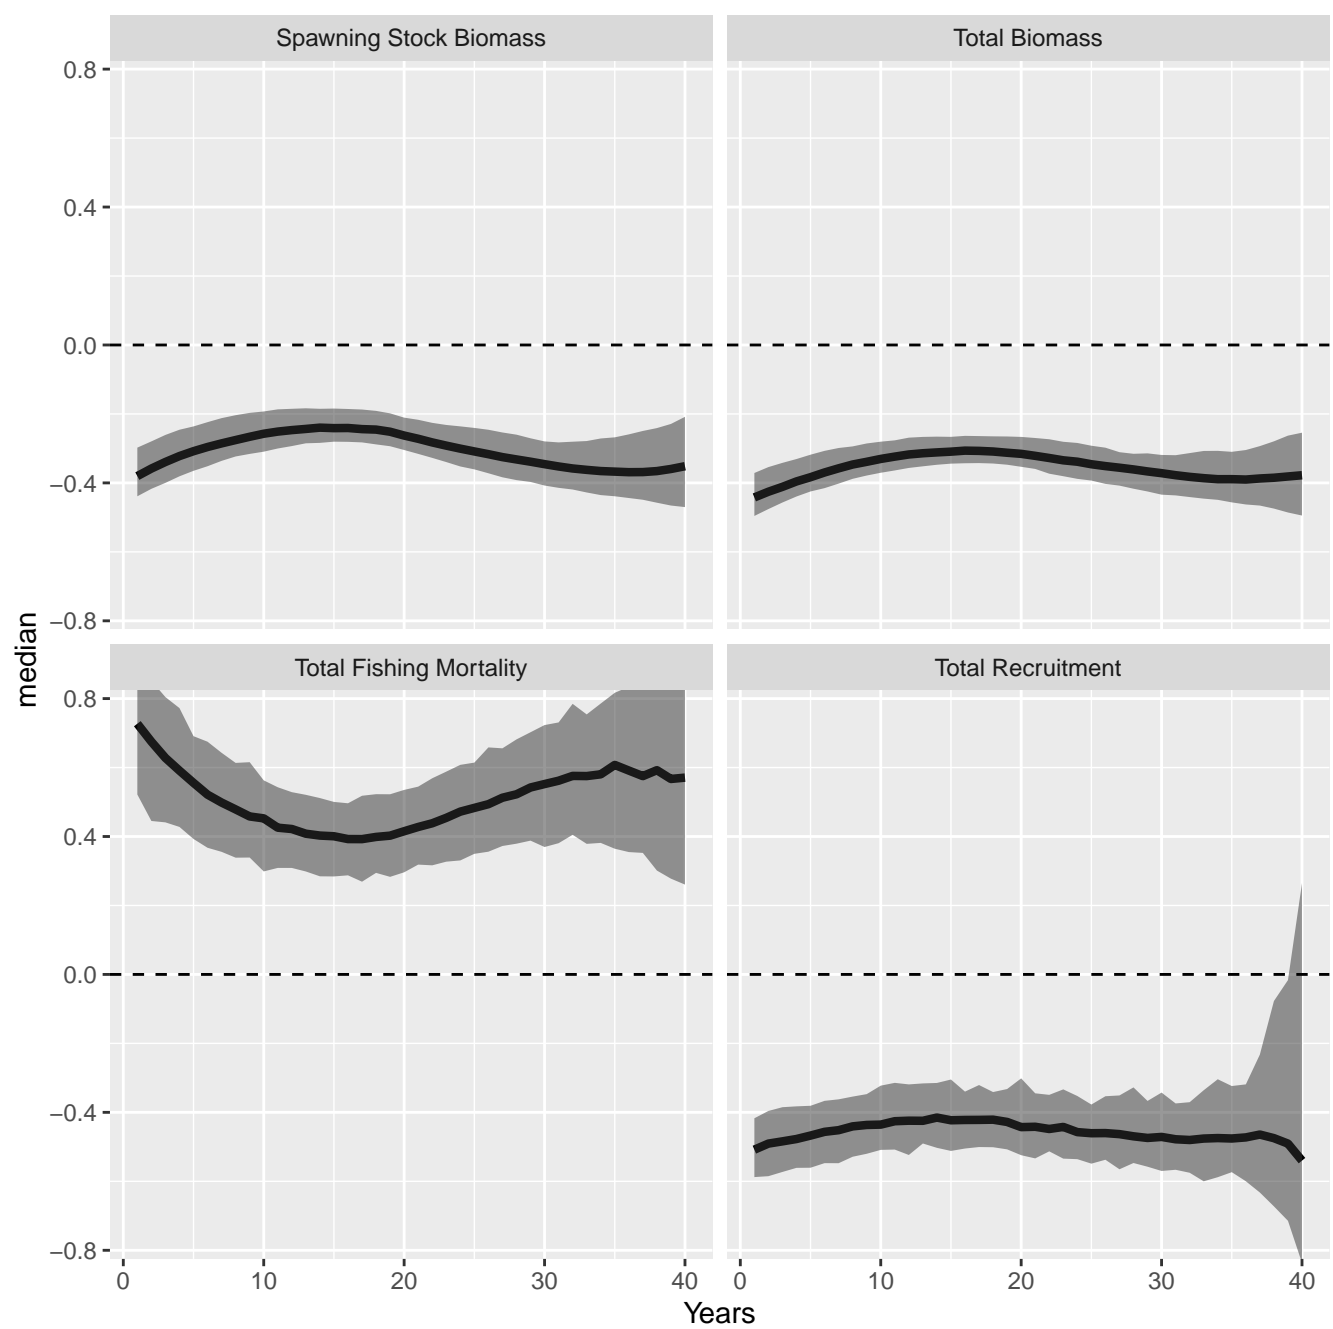 Spawning Stock Biomass
Total Biomass
0.8
0.4
0.0
−0.4
−0.8
median
Total Fishing Mortality
Total Recruitment
0.8
0.4
0.0
−0.4
−0.8
0 10 20 30 40
0 10 20 30 40
Years